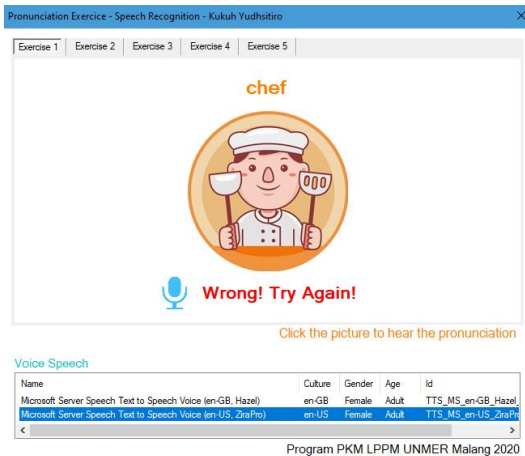 Pronunciation Exercice - Speech Recognition - Kukuh Yudhsitiro
Exercise 1 Exercise 2 Exercise 3 Exercise 4 Exercise 5
chef
Wrong! Try Again!
Click the picture to hear the pronunciation
Voice Speech
Name Culture Gender Age Id
Microsoft Server Speech Text to Speech Voice (en-GB, Hazel) en-GB Female Adult TTS_MS_en-GB_Hazel_
Microsoft Server Speech Text to Speech Voice (en-US, ZiraPro) en-US Female Adult TTS_MS_en-US_ZiraPro
Program PKM LPPM UNMER Malang 2020